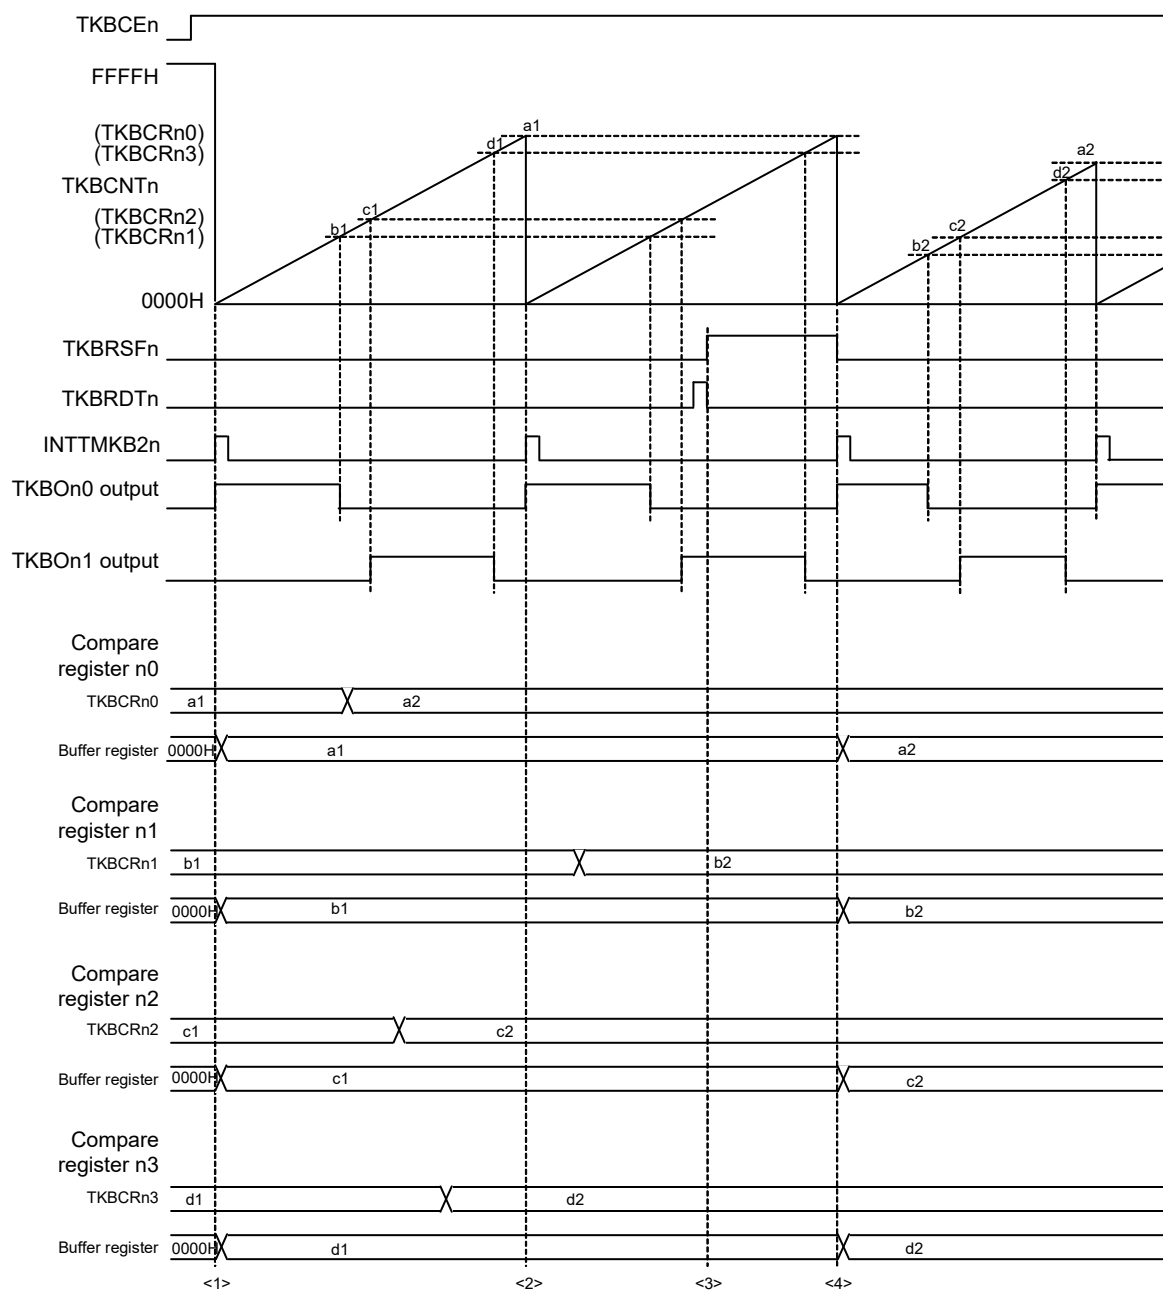 TKBCEn
FFFFH
(TKBCRn0)
(TKBCRn3)
TKBCNTn
(TKBCRn2)
(TKBCRn1)
0000H
a1
d1
c1
b1
a2
d2
c2
b2
TKBRSFn
TKBRDTn
INTTMKB2n
TKBOn0 output
TKBOn1 output
Compare
register n0
TKBCRn0 a1 a2
Buffer register 0000H a1 a2
Compare
register n1
TKBCRn1 b1 b2
Buffer register 0000H b1 b2
Compare
register n2
TKBCRn2 c1 c2
Buffer register 0000H c1 c2
Compare
register n3
TKBCRn3 d1 d2
Buffer register 0000H d1 d2
<1> <2> <3> <4>